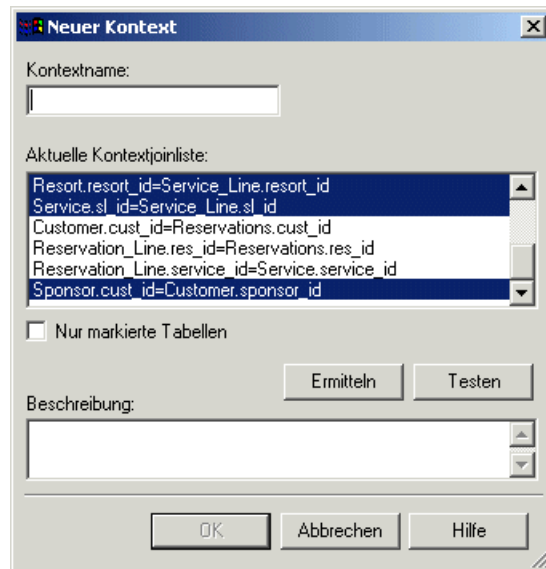 Neuer Kontext
Kontextname:
Aktuelle Kontextjoinliste:
Resort.resort_id=Service_Line.resort_id
Service.sl_id=Service_Line.sl_id
Customer.cust_id=Reservations.cust_id
Reservation_Line.res_id=Reservations.res_id
Reservation_Line.service_id=Service.service_id
Sponsor.cust_id=Customer.sponsor_id
Nur markierte Tabellen
Ermitteln Testen
Beschreibung:
OK Abbrechen Hilfe